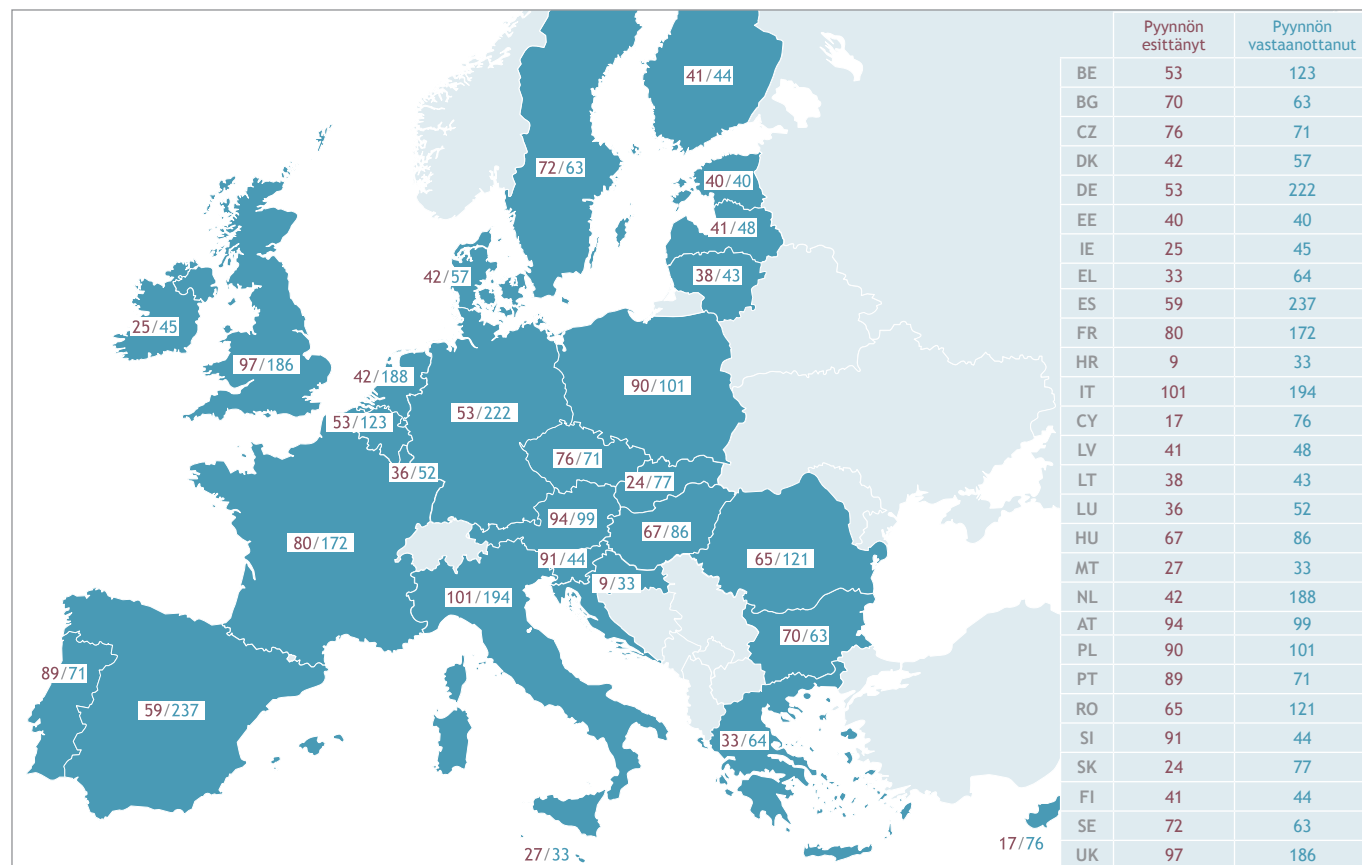 41/44
72/63
40/40
41/48
42/57
38/43
25/45
97/186
42/188
90/101
53/123
53/222
76/71
36/52
24/77
94/99
67/86
80/172
91/44
65/121
9/33
101/194
70/63
89/71
59/237
33/64
17/76
27/33
Pyynnön esittänyt Pyynnön vastaanottanut
BE 53 123
BG 70 63
CZ 76 71
DK 42 57
DE 53 222
EE 40 40
IE 25 45
EL 33 64
ES 59 237
FR 80 172
HR 9 33
IT 101 194
CY 17 76
LV 41 48
LT 38 43
LU 36 52
HU 67 86
MT 27 33
NL 42 188
AT 94 99
PL 90 101
PT 89 71
RO 65 121
SI 91 44
SK 24 77
FI 41 44
SE 72 63
UK 97 186